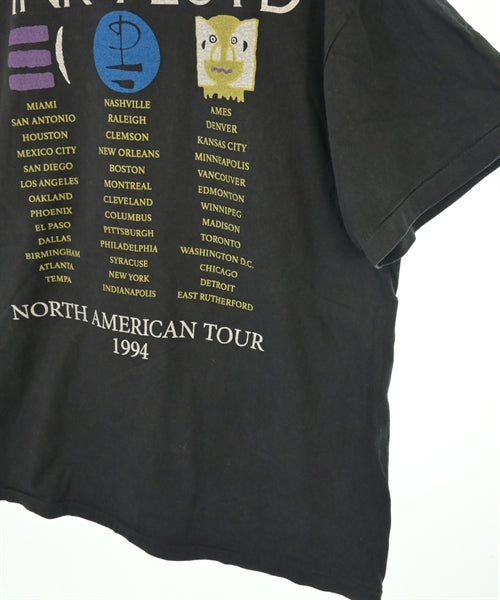 INK FLOYD
MIAMI
SAN ANTONIO
HOUSTON
MEXICO CITY
SAN DIEGO
LOS ANGELES
OAKLAND
PHOENIX
EL PASO
DALLAS
BIRMINGHAM
ATLANTA
TEMPA
NASHVILLE
RALEIGH
CLEMSON
NEW ORLEANS
BOSTON
MONTREAL
CLEVELAND
COLUMBUS
PITTSBURGH
PHILADELPHIA
SYRACUSE
NEW YORK
INDIANAPOLIS
AMES
DENVER
KANSAS CITY
MINNEAPOLIS
VANCOUVER
EDMONTON
WINNIPEG
MADISON
TORONTO
WASHINGTON D.C.
CHICAGO
DETROIT
EAST RUTHERFORD
NORTH AMERICAN TOUR
1994